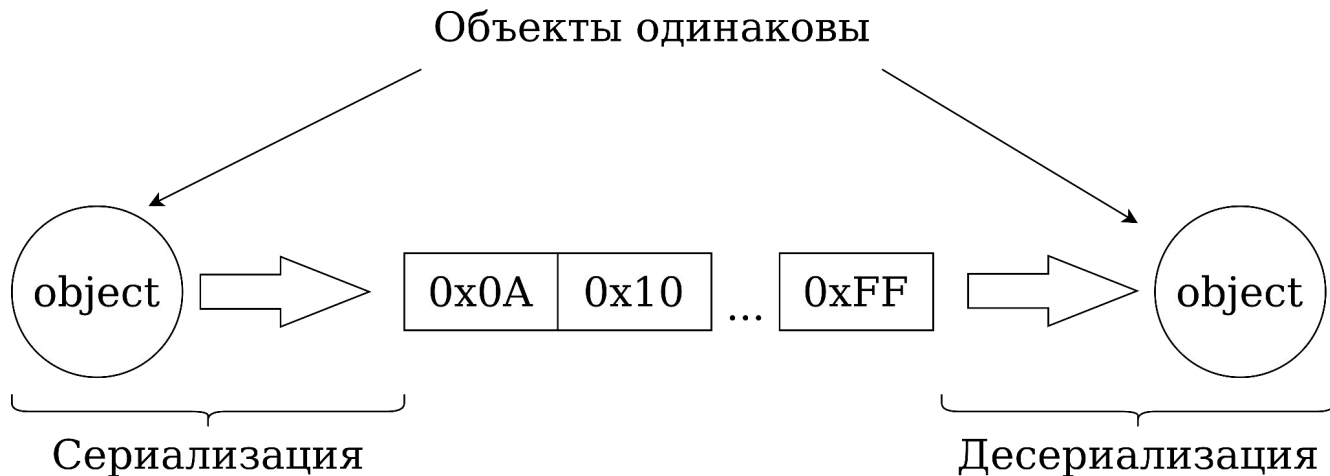 Объекты одинаковы
object
0x0A
0x10
...
0xFF
object
Сериализация
Десериализация